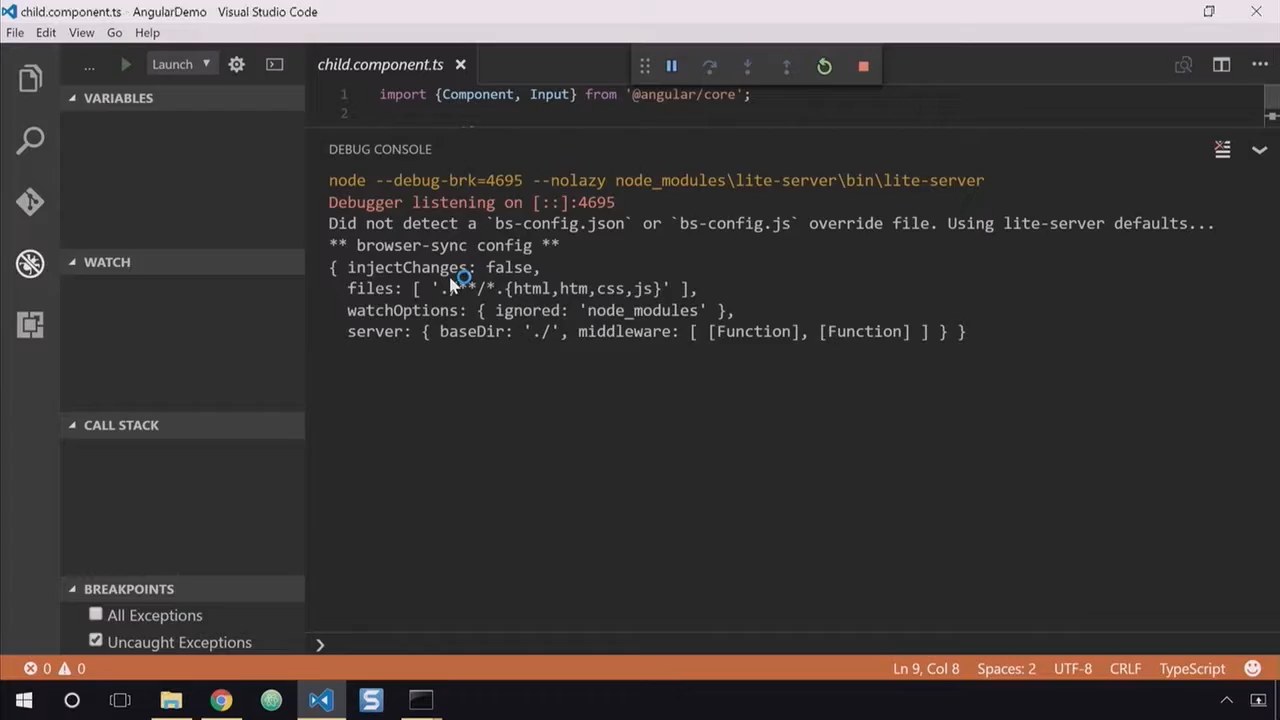 child.component.ts - AngularDemo - Visual Studio Code
File Edit View Go Help
... Launch
child.component.ts
VARIABLES
1 import {Component, Input} from '@angular/core';
2
DEBUG CONSOLE
node --debug-brk=4695 --nolazy node_modules\lite-server\bin\lite-server
Debugger listening on [::]:4695
Did not detect a `bs-config.json` or `bs-config.js` override file. Using lite-server defaults...
** browser-sync config **
{ injectChanges: false,
files: [ './**/*.{html,htm,css,js}' ],
watchOptions: { ignored: 'node_modules' },
server: { baseDir: './', middleware: [ [Function], [Function] ] } }
WATCH
CALL STACK
BREAKPOINTS
All Exceptions
Uncaught Exceptions
0 0
Ln 9, Col 8 Spaces: 2 UTF-8 CRLF TypeScript
S